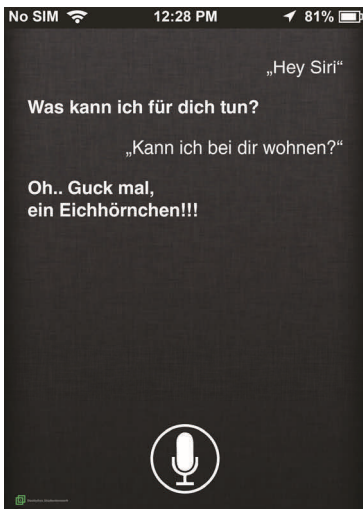 No SIM 12:28 PM 81%
„Hey Siri“
Was kann ich für dich tun?
„Kann ich bei dir wohnen?“
Oh.. Guck mal,
ein Eichhörnchen!!!